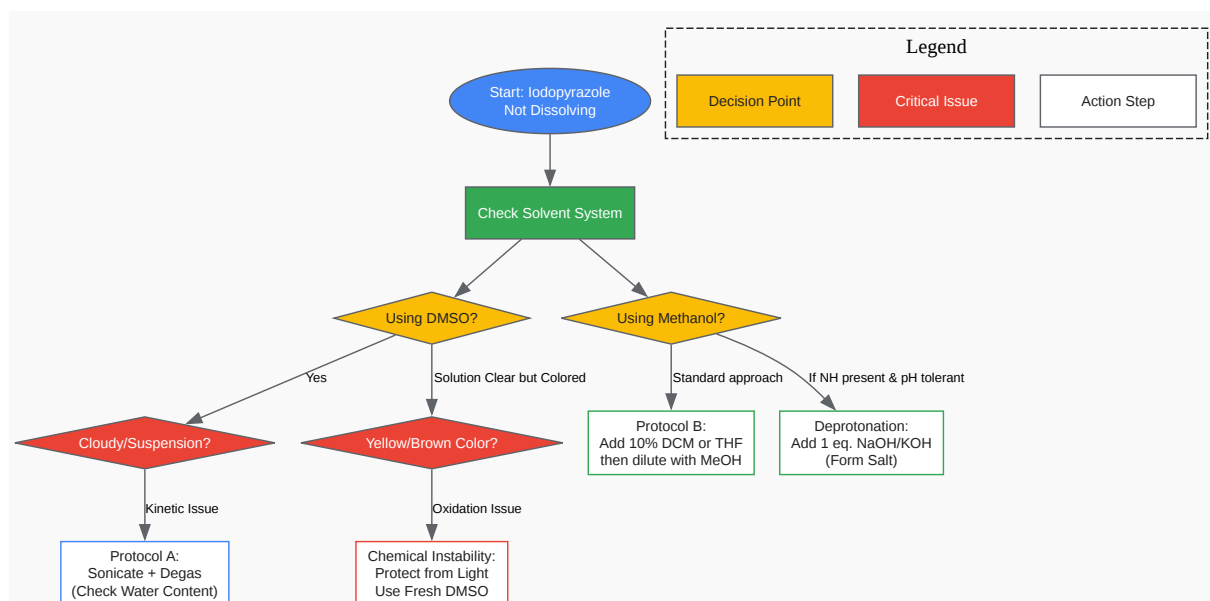 Legend
Decision Point
Critical Issue
Action Step
Start: Iodopyrazole
Not Dissolving
Check Solvent System
Using DMSO?
Using Methanol?
Yes
Solution Clear but Colored
Standard approach
If NH present & pH tolerant
Cloudy/Suspension?
Yellow/Brown Color?
Protocol B:
Add 10% DCM or THF
then dilute with MeOH
Deprotonation:
Add 1 eq. NaOH/KOH
(Form Salt)
Kinetic Issue
Oxidation Issue
Protocol A:
Sonicate + Degas
(Check Water Content)
Chemical Instability:
Protect from Light
Use Fresh DMSO